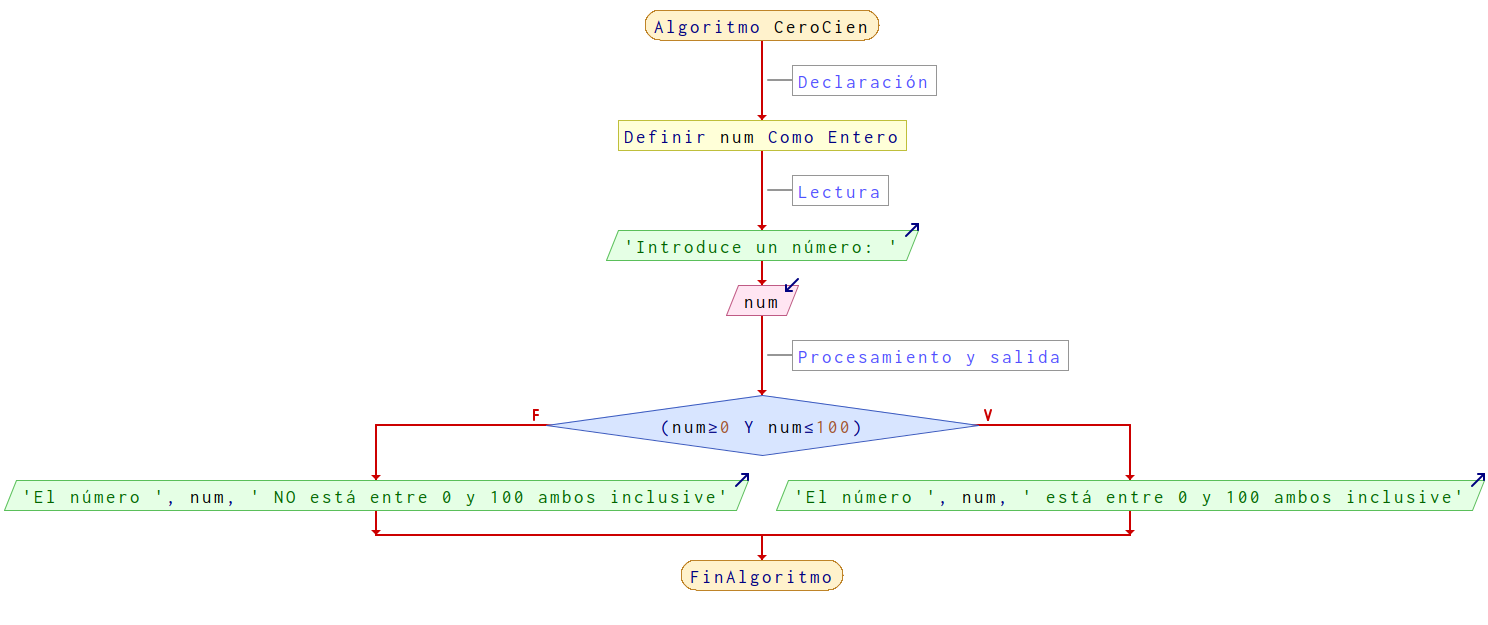 Algoritmo CeroCien
Declaración
Definir num Como Entero
Lectura
'Introduce un número: '
num
Procesamiento y salida
F
V
(num≥0 Y num≤100)
'El número ', num, ' NO está entre 0 y 100 ambos inclusive'
'El número ', num, ' está entre 0 y 100 ambos inclusive'
FinAlgoritmo